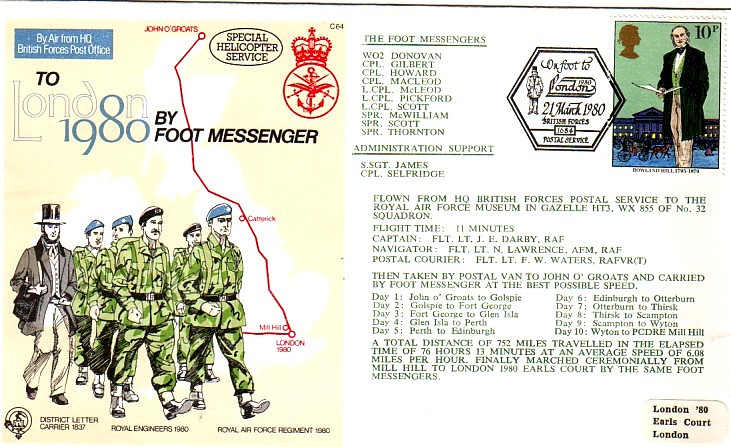 By Air from HQ
British Forces Post Office
JOHN O'GROATS
SPECIAL
HELICOPTER
SERVICE
C64
TO
London
1980 BY
FOOT MESSENGER
Catterick
Mill Hill
LONDON
1980
DISTRICT LETTER
CARRIER 1837
ROYAL ENGINEERS 1980
ROYAL AIR FORCE REGIMENT 1980
THE FOOT MESSENGERS
WO2 DONOVAN
CPL. GILBERT
CPL. HOWARD
CPL. MACLEOD
L.CPL. McLEOD
L.CPL. PICKFORD
L.CPL. SCOTT
SPR. McWILLIAM
SPR. SCOTT
SPR. THORNTON
ADMINISTRATION SUPPORT
S.SGT. JAMES
CPL. SELFRIDGE
On foot to
1980
London
21 March 1980
BRITISH FORCES
1684
POSTAL SERVICE
10P
ROWLAND HILL 1795-1879
FLOWN FROM HQ BRITISH FORCES POSTAL SERVICE TO THE
ROYAL AIR FORCE MUSEUM IN GAZELLE HT3, WX 855 OF No. 32
SQUADRON.
FLIGHT TIME: 11 MINUTES
CAPTAIN: FLT. LT. J. E. DARBY, RAF
NAVIGATOR: FLT. LT. N. LAWRENCE, AFM, RAF
POSTAL COURIER: FLT. LT. F. W. WATERS, RAFVR(T)
THEN TAKEN BY POSTAL VAN TO JOHN O' GROATS AND CARRIED
BY FOOT MESSENGER AT THE BEST POSSIBLE SPEED.
Day 1: John o' Groats to Golspie
Day 2: Golspie to Fort George
Day 3: Fort George to Glen Isla
Day 4: Glen Isla to Perth
Day 5: Perth to Edinburgh
Day 6: Edinburgh to Otterburn
Day 7: Otterburn to Thirsk
Day 8: Thirsk to Scampton
Day 9: Scampton to Wyton
Day 10: Wyton to PCDRE Mill Hill
A TOTAL DISTANCE OF 752 MILES TRAVELLED IN THE ELAPSED
TIME OF 76 HOURS 13 MINUTES AT AN AVERAGE SPEED OF 6.08
MILES PER HOUR. FINALLY MARCHED CEREMONIALLY FROM
MILL HILL TO LONDON 1980 EARLS COURT BY THE SAME FOOT
MESSENGERS.
London '80
Earls Court
London